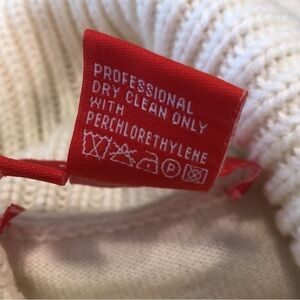 PROFESSIONAL
DRY CLEAN ONLY
WITH
PERCHLORETHYLENE
P